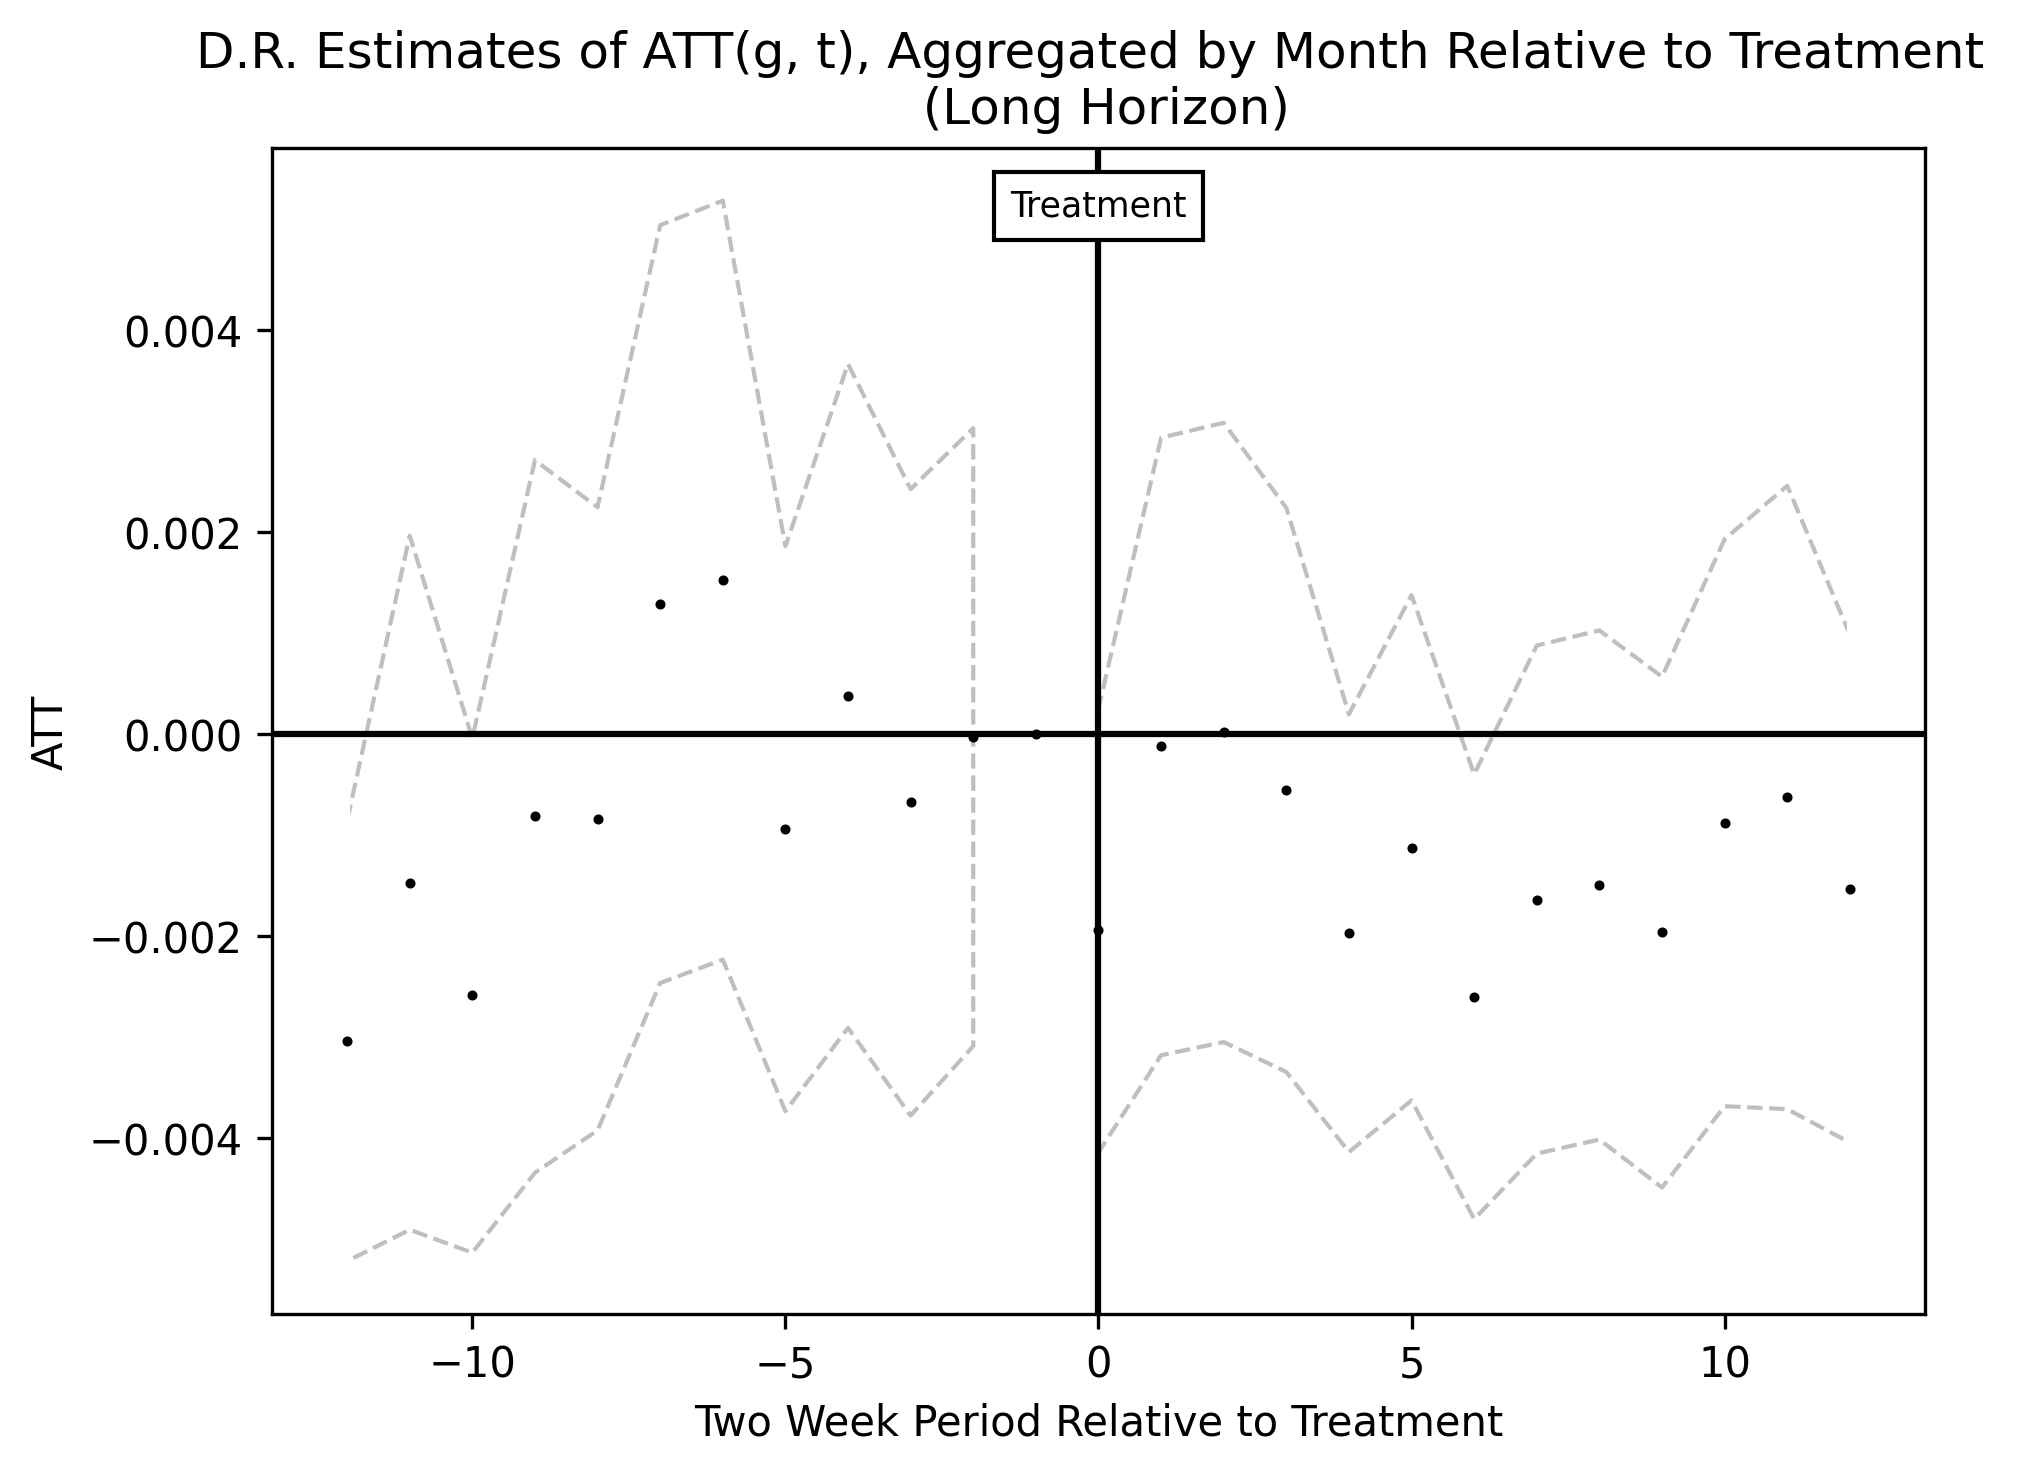 D.R. Estimates of ATT(g, t), Aggregated by Month Relative to Treatment
(Long Horizon)
Treatment
0.004
0.002
0.000
−0.002
−0.004
ATT
−10 −5 0 5 10
Two Week Period Relative to Treatment